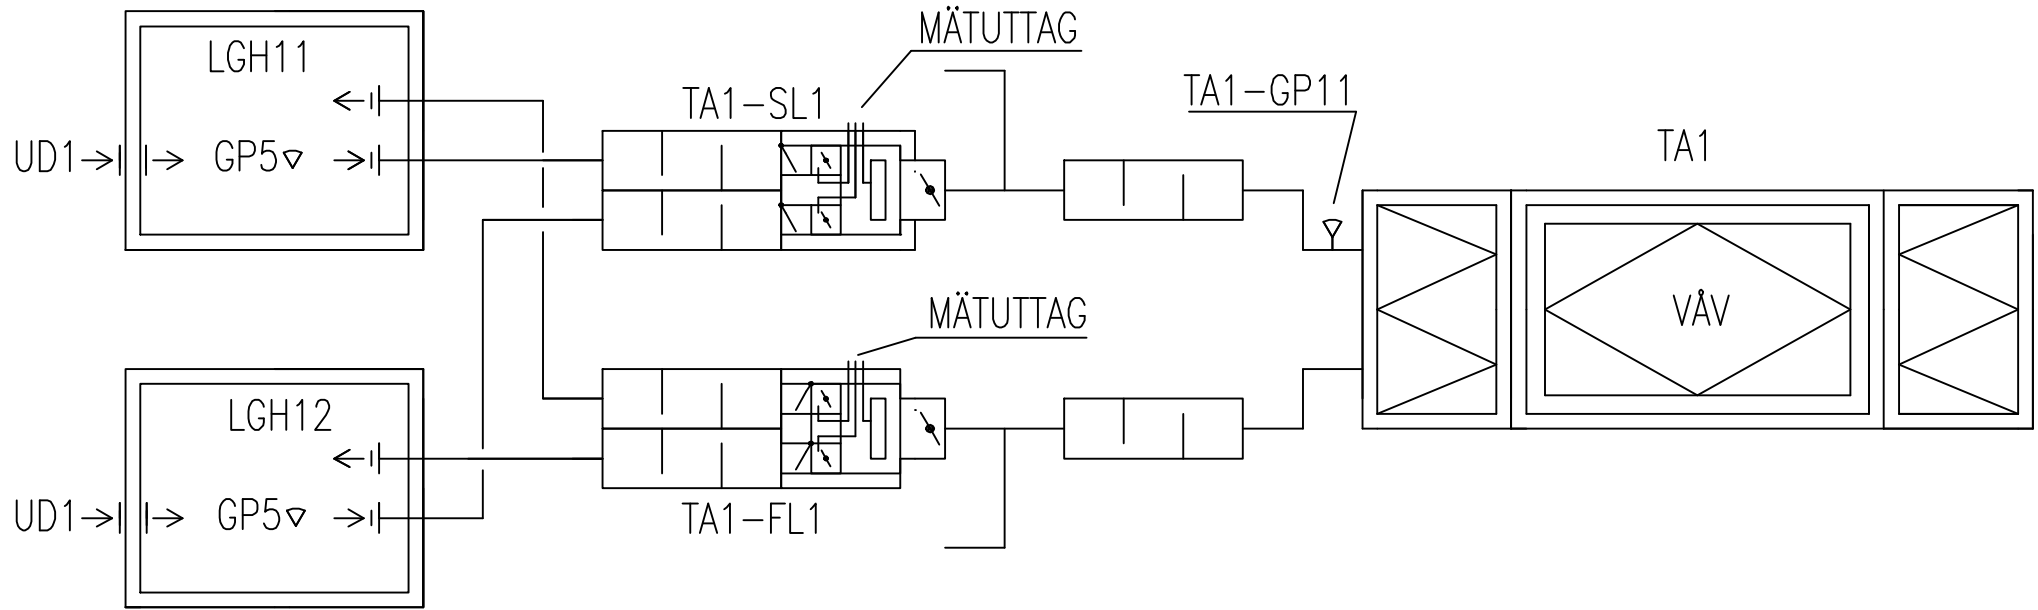 MÄTUTTAG
LGH11
TA1-GP11
TA1-SL1
TA1
UD1
GP5
MÄTUTTAG
VÅV
LGH12
UD1
GP5
TA1-FL1